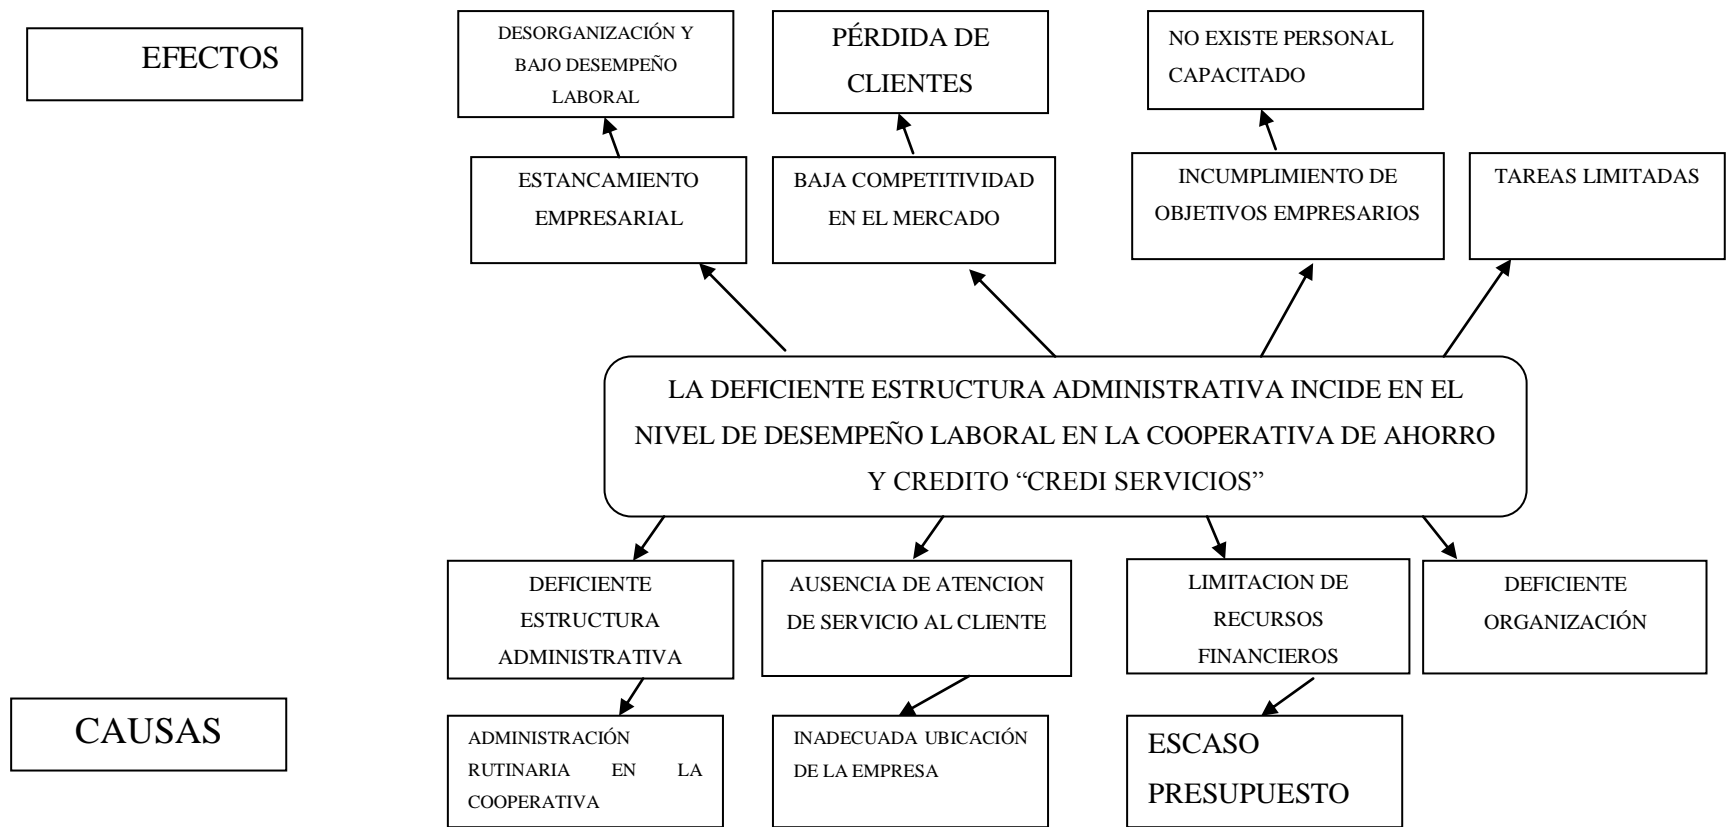 EFECTOS
DESORGANIZACIÓN Y
BAJO DESEMPEÑO
LABORAL
PÉRDIDA DE
CLIENTES
NO EXISTE PERSONAL
CAPACITADO
ESTANCAMIENTO
EMPRESARIAL
BAJA COMPETITIVIDAD
EN EL MERCADO
INCUMPLIMIENTO DE
OBJETIVOS EMPRESARIOS
TAREAS LIMITADAS
LA DEFICIENTE ESTRUCTURA ADMINISTRATIVA INCIDE EN EL
NIVEL DE DESEMPEÑO LABORAL EN LA COOPERATIVA DE AHORRO
Y CREDITO “CREDI SERVICIOS”
DEFICIENTE
ESTRUCTURA
ADMINISTRATIVA
AUSENCIA DE ATENCION
DE SERVICIO AL CLIENTE
LIMITACION DE
RECURSOS
FINANCIEROS
DEFICIENTE
ORGANIZACIÓN
CAUSAS
ADMINISTRACIÓN
RUTINARIA EN LA
COOPERATIVA
INADECUADA UBICACIÓN
DE LA EMPRESA
ESCASO
PRESUPUESTO